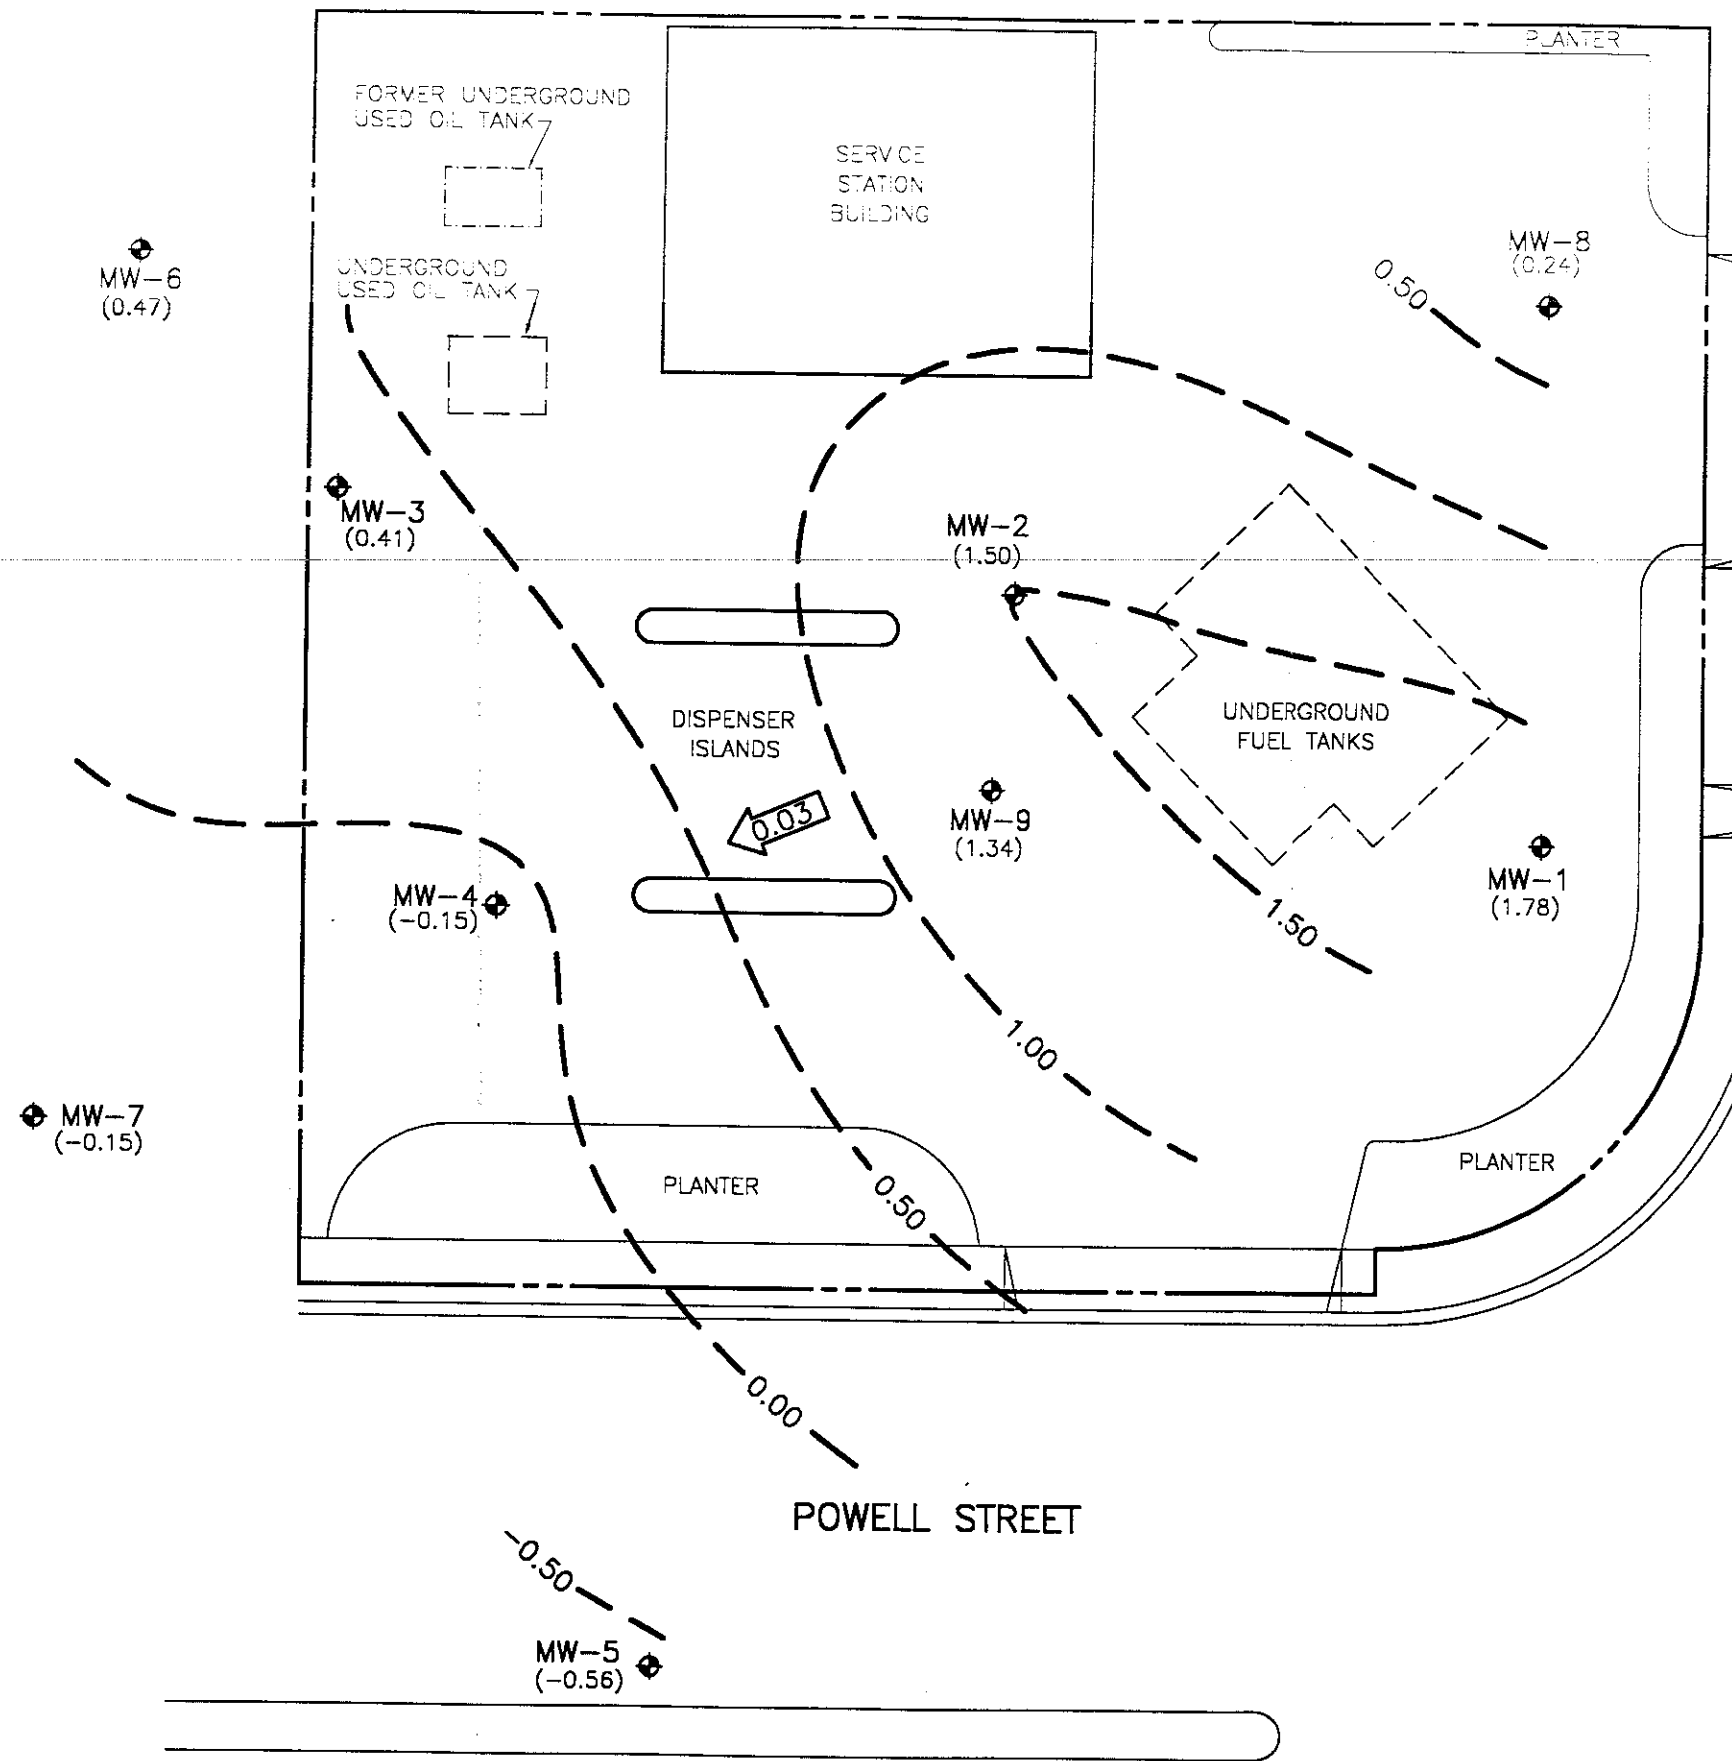 PLANTER
FORMER UNDERGROUND
USED OIL TANK
SERVICE
STATION
BUILDING
MW-8
(0.24)
MW-6
(0.47)
UNDERGROUND
USED OIL TANK
0.50
MW-3
(0.41)
MW-2
(1.50)
DISPENSER
ISLANDS
UNDERGROUND
FUEL TANKS
0.03
MW-9
(1.34)
MW-4
(-0.15)
MW-1
(1.78)
1.50
1.00
MW-7
(-0.15)
PLANTER
PLANTER
0.50
0.00
POWELL STREET
-0.50
MW-5
(-0.56)